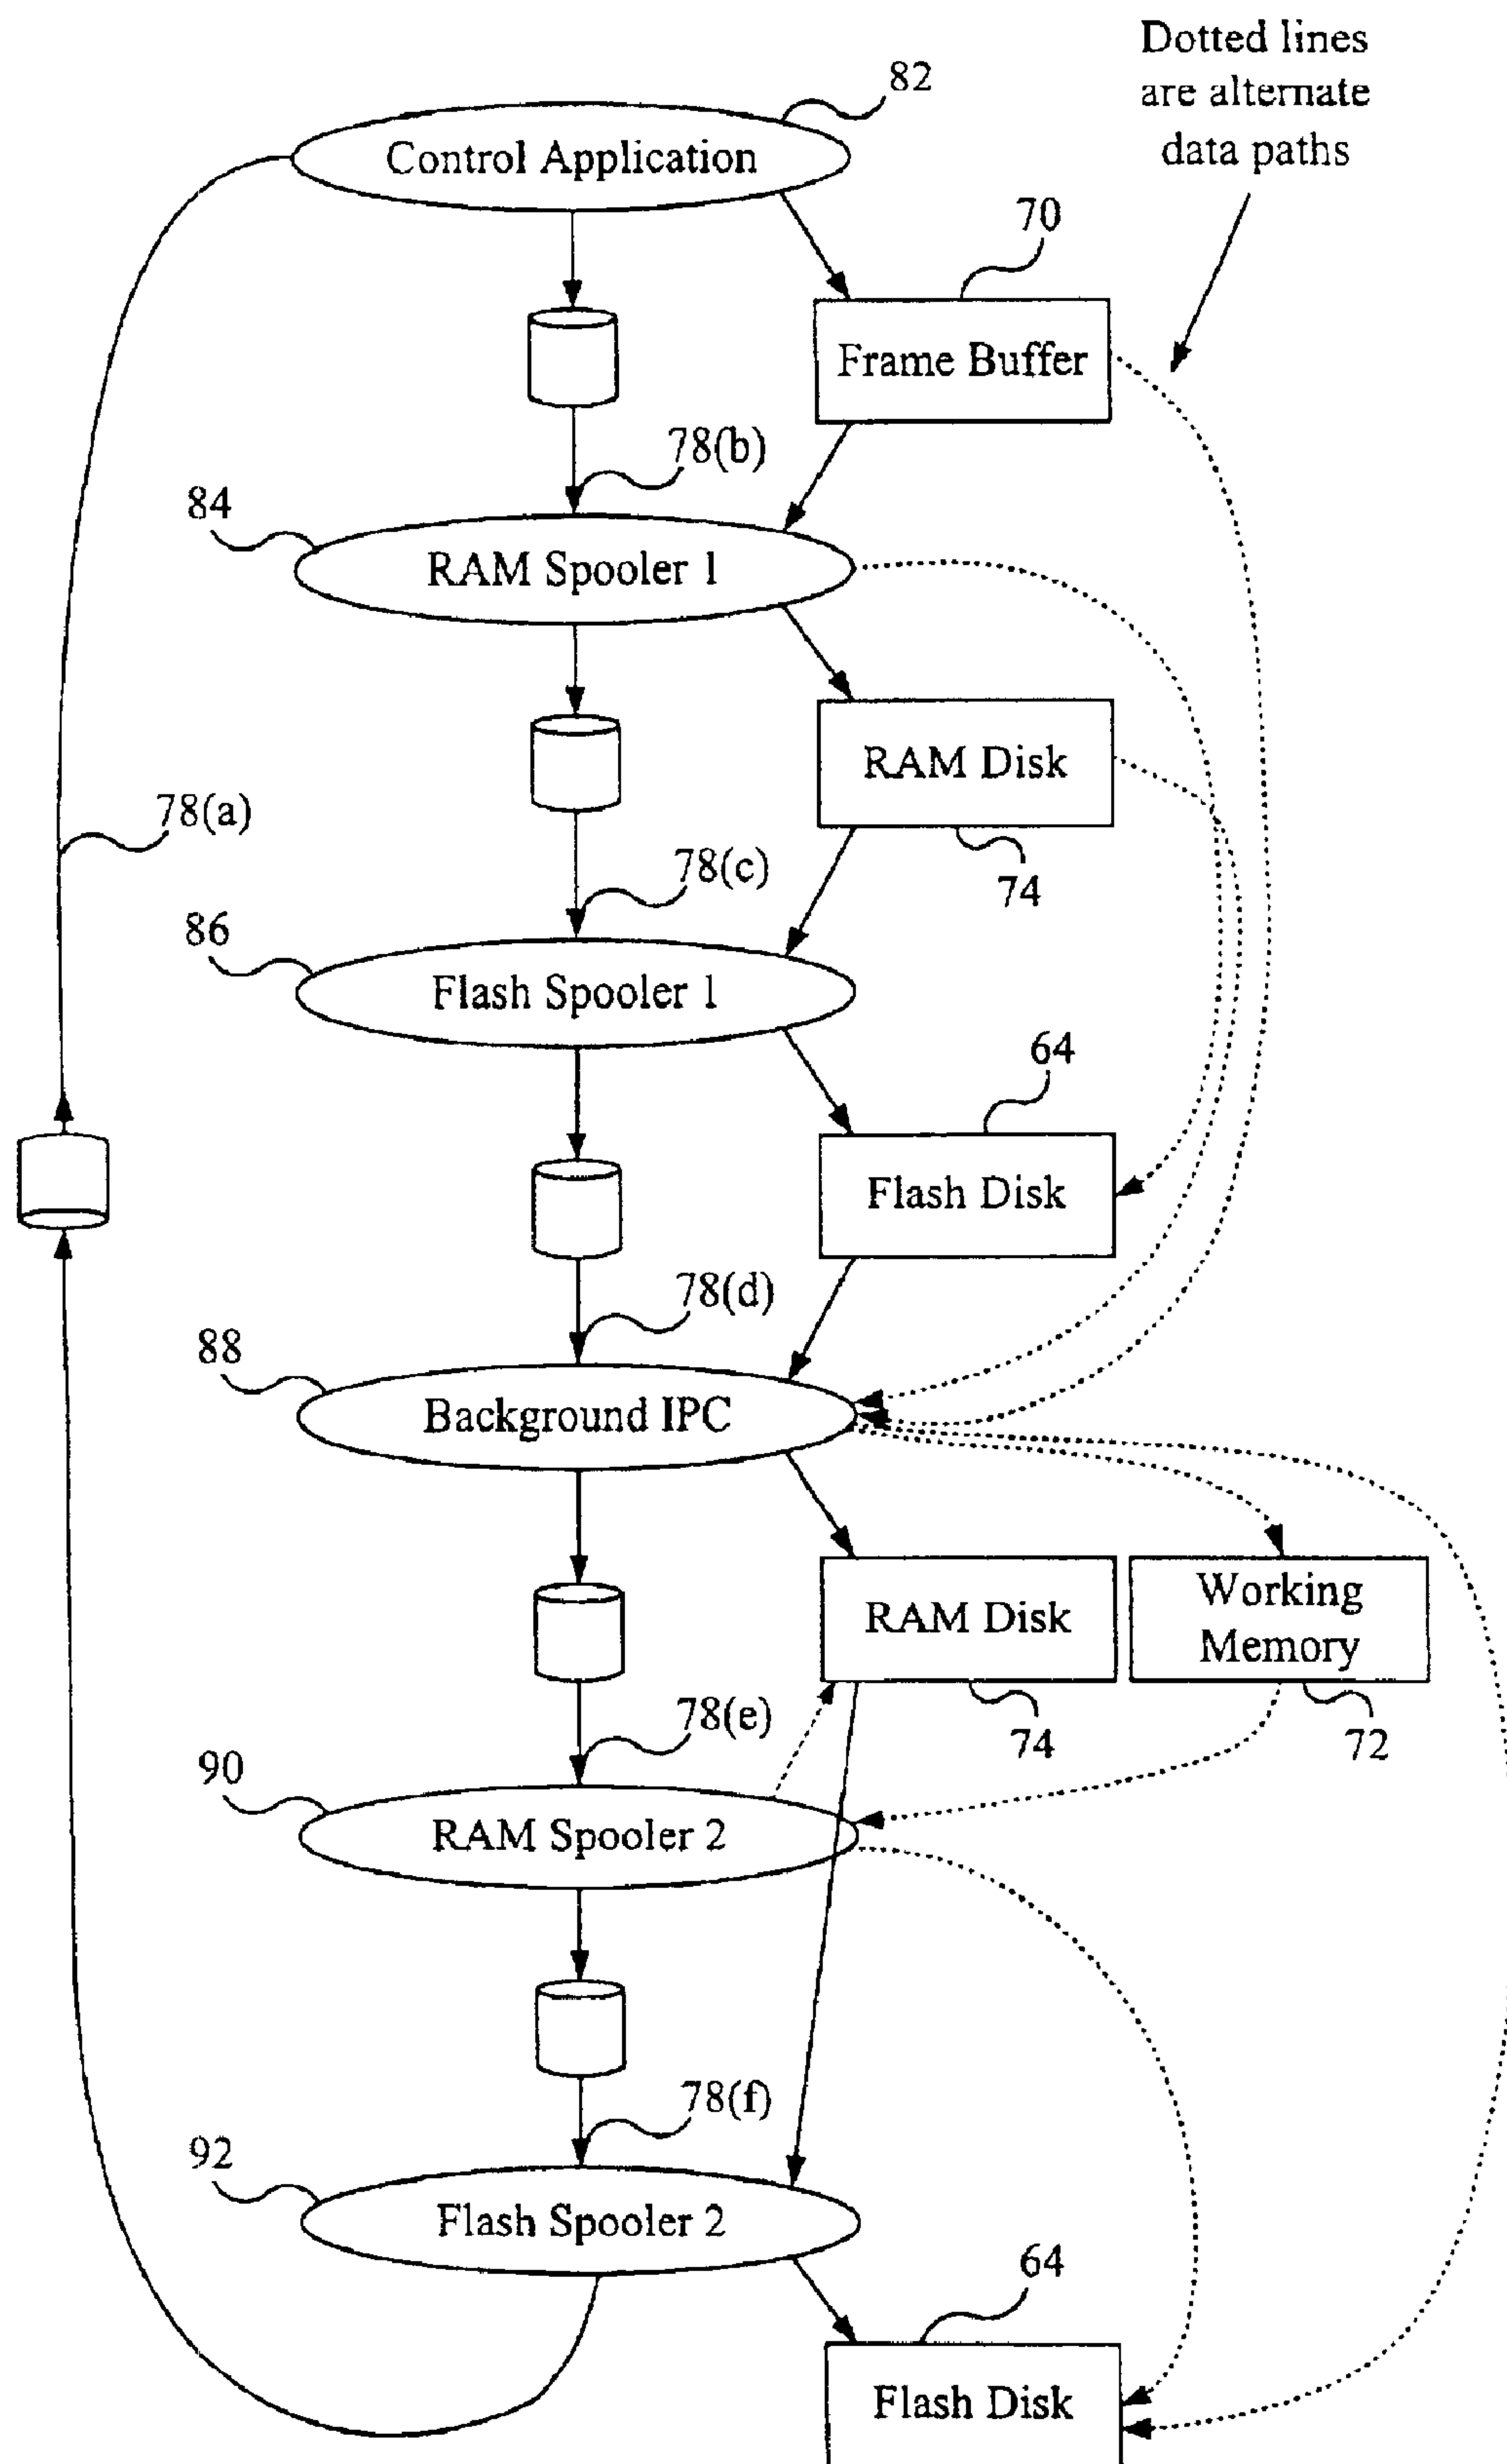 Dotted lines
are alternate
data paths
82
Control Application
70
Frame Buffer
78(b)
84
RAM Spooler 1
RAM Disk
78(a)
74
78(c)
86
Flash Spooler 1
64
Flash Disk
78(d)
88
Background IPC
RAM Disk
Working
Memory
74
72
78(e)
90
RAM Spooler 2
78(f)
92
Flash Spooler 2
64
Flash Disk